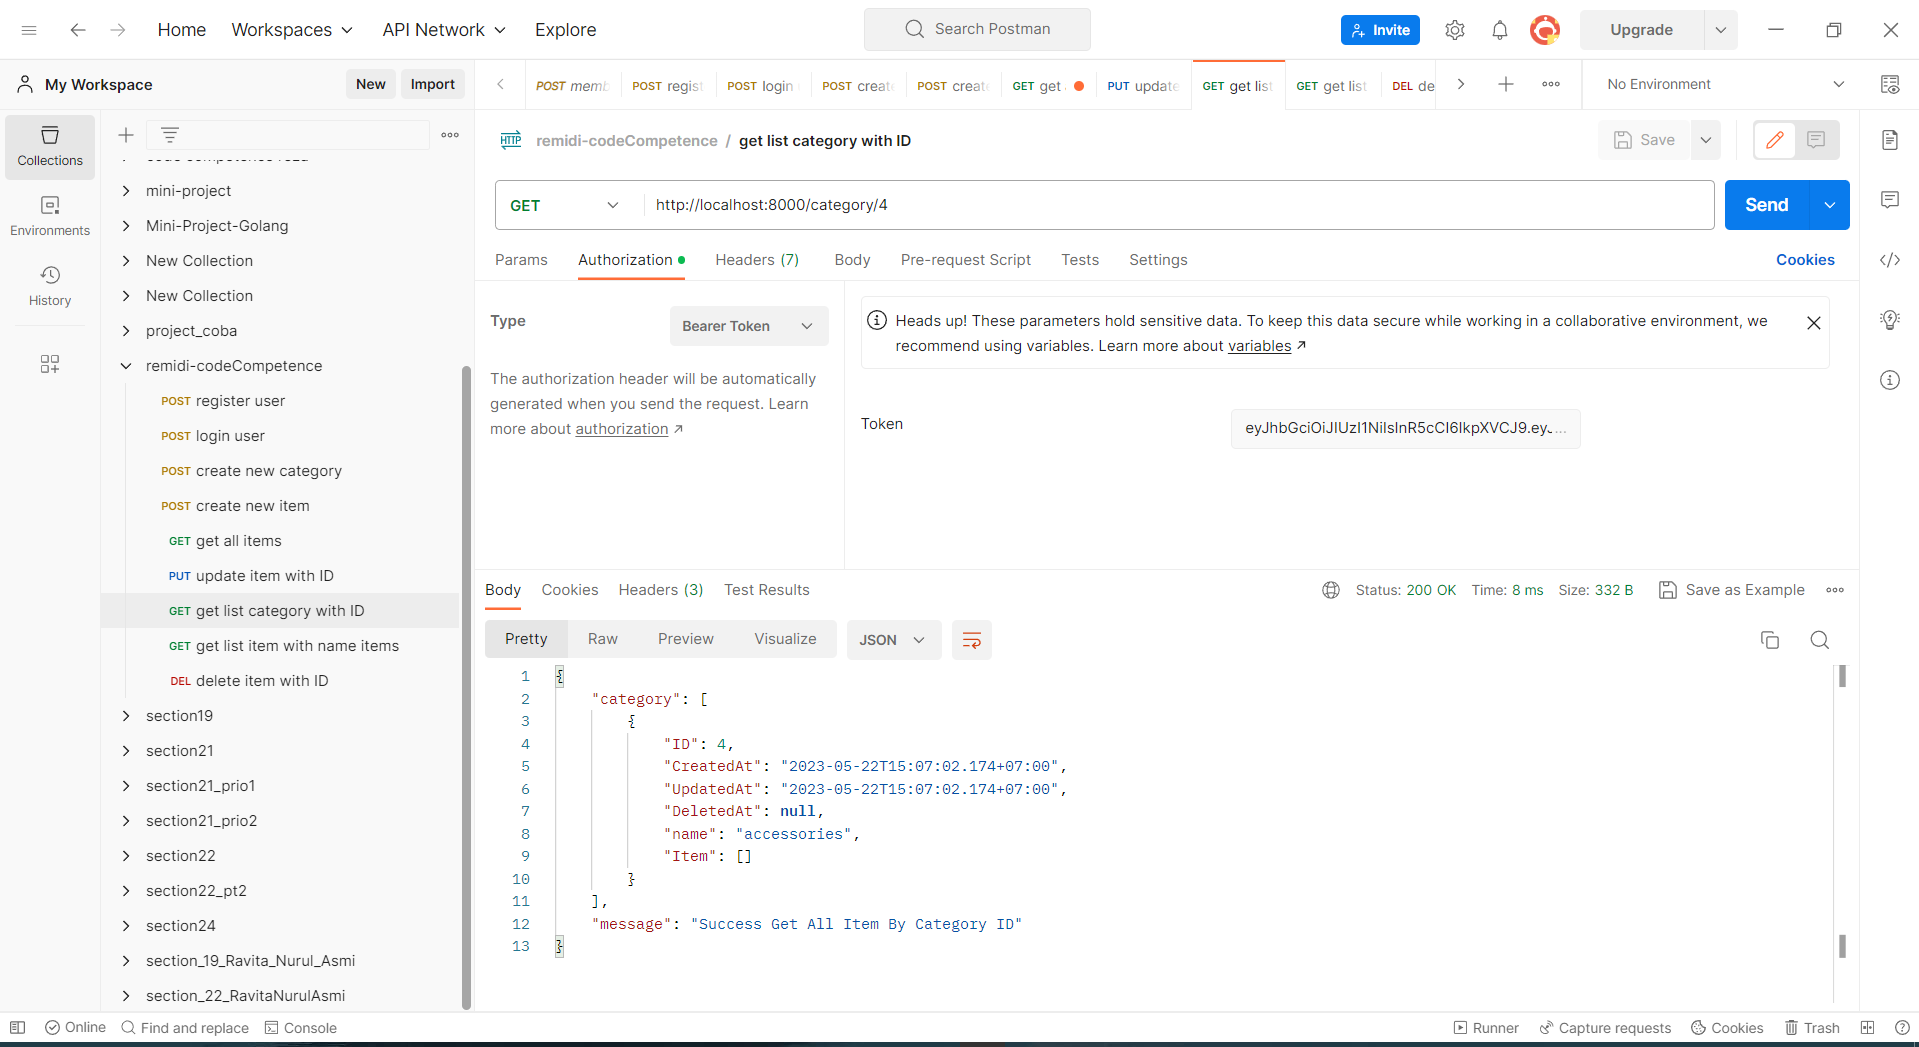 Home
Workspaces
API Network
Explore
Search Postman
Invite
Upgrade
My Workspace
New
Import
POST memb
POST regist
POST login
POST creat
POST creat
GET get
PUT update
GET get list
GET get list
DEL de
No Environment
Collections
Environments
History
mini-project
Mini-Project-Golang
New Collection
New Collection
project_coba
remidi-codeCompetence
POST register user
POST login user
POST create new category
POST create new item
GET get all items
PUT update item with ID
GET get list category with ID
GET get list item with name items
DEL delete item with ID
section19
section21
section21_prio1
section21_prio2
section22
section22_pt2
section24
section_19_Ravita_Nurul_Asmi
section_22_RavitaNurulAsmi
HTTP remidi-codeCompetence / get list category with ID
Save
GET
http://localhost:8000/category/4
Send
Params
Authorization
Headers (7)
Body
Pre-request Script
Tests
Settings
Cookies
Type
Bearer Token
The authorization header will be automatically
generated when you send the request. Learn
more about authorization ↗
Heads up! These parameters hold sensitive data. To keep this data secure while working in a collaborative environment, we
recommend using variables. Learn more about variables ↗
Token
Body
Cookies
Headers (3)
Test Results
Status: 200 OK
Time: 8 ms
Size: 332 B
Save as Example
Pretty
Raw
Preview
Visualize
JSON
1 {
2 "category": [
3 {
4 "ID": 4,
5 "CreatedAt": "2023-05-22T15:07:02.174+07:00",
6 "UpdatedAt": "2023-05-22T15:07:02.174+07:00",
7 "DeletedAt": null,
8 "name": "accessories",
9 "Item": []
10 }
11 ],
12 "message": "Success Get All Item By Category ID"
13 }
Online
Find and replace
Console
Runner
Capture requests
Cookies
Trash